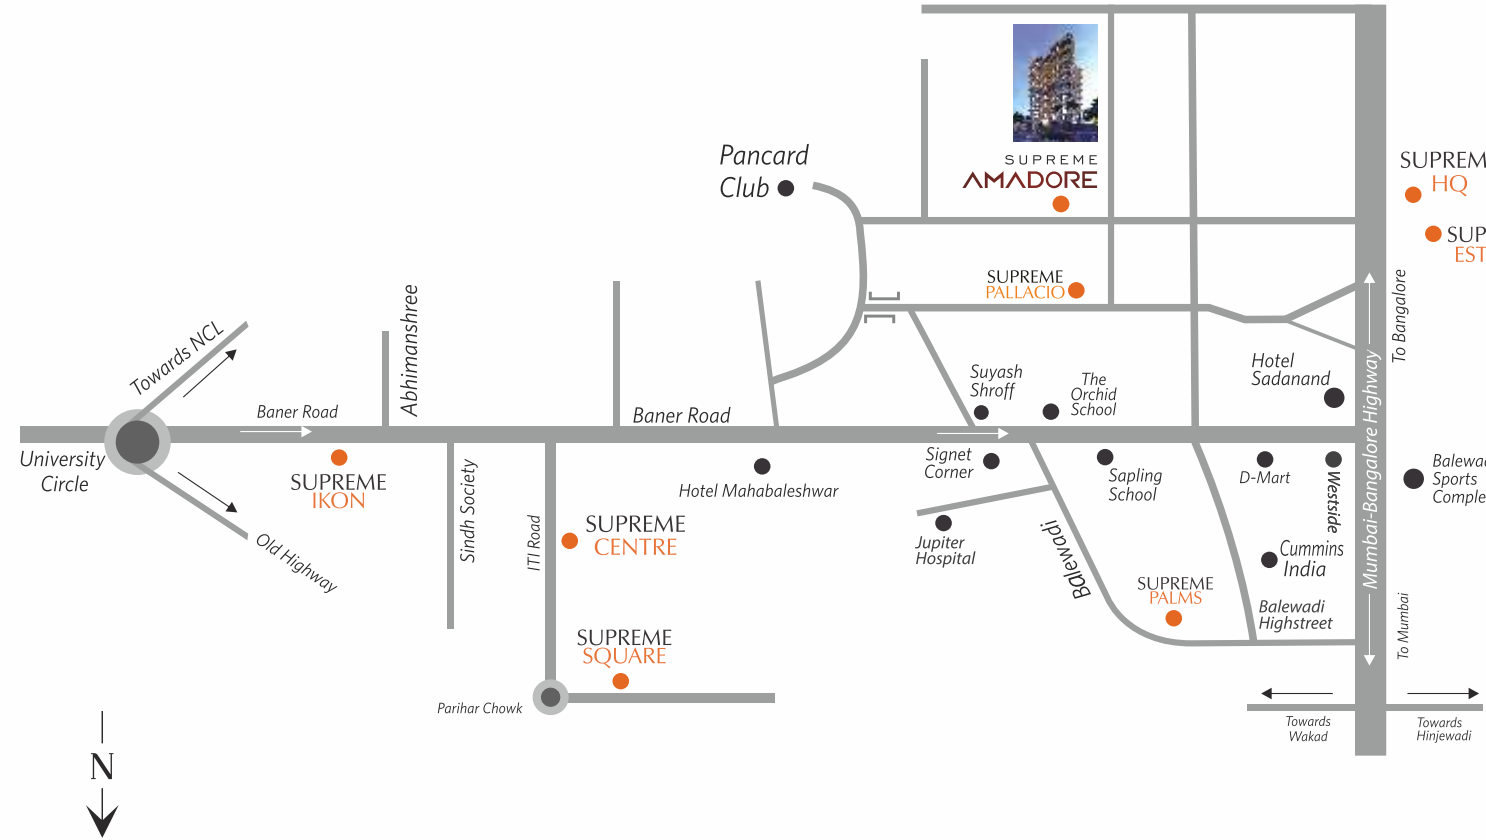 SUPREME
AMADORE
Pancard
Club
SUPREM
HQ
SUP
EST
SUPREME
PALLACIO
To Bangalore
Towards NCL
Abhimanshree
Baner Road
Baner Road
Suyash
Shroff
The
Orchid
School
Hotel
Sadanand
Mumbai-Bangalore Highway
University
Circle
SUPREME
IKON
Old Highway
Sindh Society
ITI Road
SUPREME
CENTRE
Hotel Mahabaleshwar
Signet
Corner
Sapling
School
D-Mart
Westside
Balewad
Sports
Comple
Jupiter
Hospital
Balewadi
Cummins
India
SUPREME
PALMS
Balewadi
Highstreet
To Mumbai
SUPREME
SQUARE
Parihar Chowk
Towards
Wakad
Towards
Hinjewadi
N